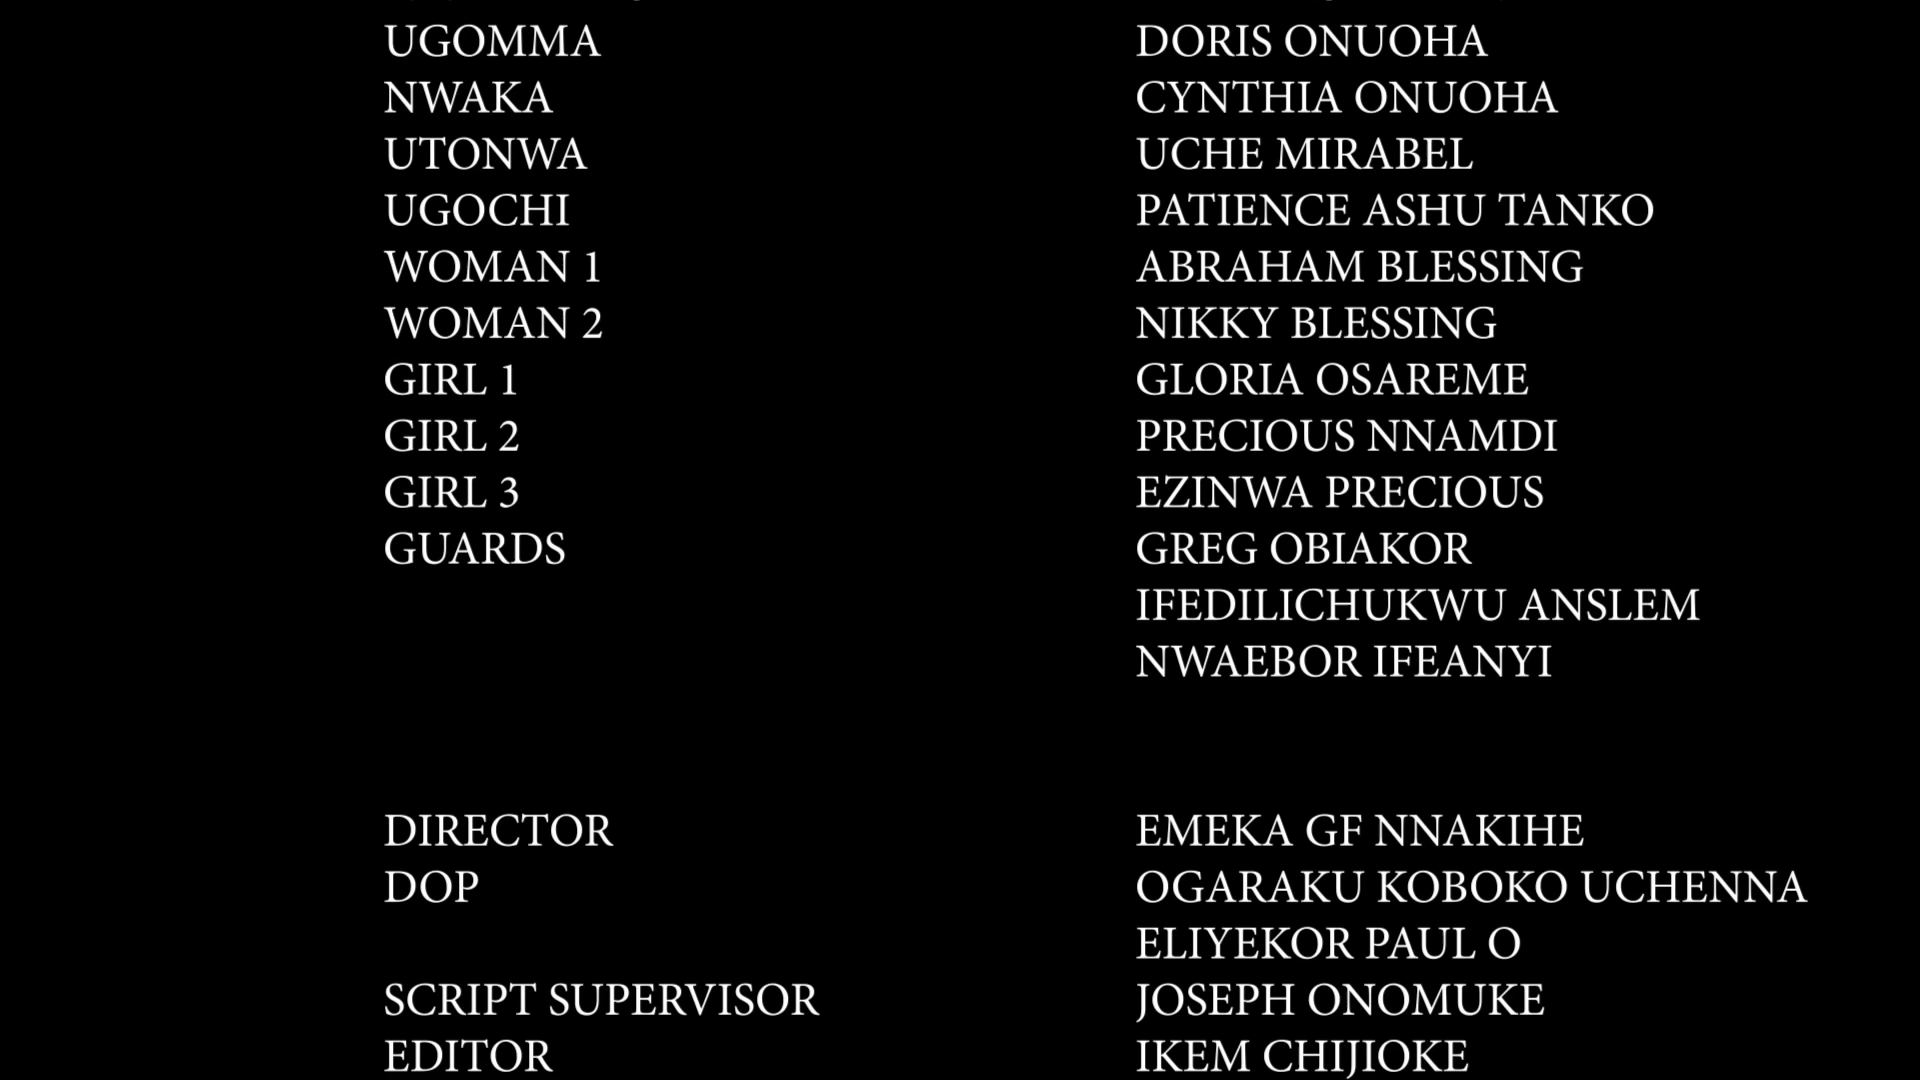 UGOMMA DORIS ONUOHA
NWAKA CYNTHIA ONUOHA
UTONWA UCHE MIRABEL
UGOCHI PATIENCE ASHU TANKO
WOMAN 1 ABRAHAM BLESSING
WOMAN 2 NIKKY BLESSING
GIRL 1 GLORIA OSAREME
GIRL 2 PRECIOUS NNAMDI
GIRL 3 EZINWA PRECIOUS
GUARDS GREG OBIAKOR
IFEDILICHUKWU ANSLEM
NWAEBOR IFEANYI
DIRECTOR EMEKA GF NNAKIHE
DOP OGARAKU KOBOKO UCHENNA
ELIYEKOR PAUL O
SCRIPT SUPERVISOR JOSEPH ONOMUKE
EDITOR IKEM CHIJIOKE